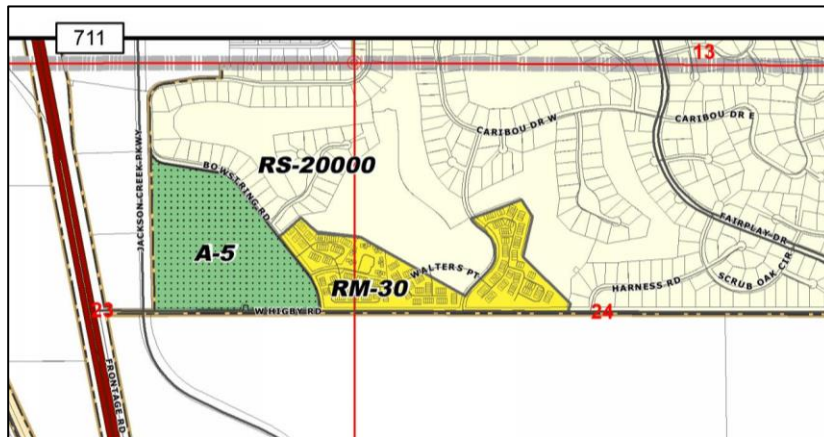 711
13
CARIBOU DR W
CARIBOU DR E
JACKSON CREEK PKWY
BOWSTRING RD
RS-20000
FAIRPLAY DR
A-5
WALTERS PT
SCRUB OAK CIR
RM-30
HARNESS RD
23
W HIGBY RD
24
FRONTAGE RD